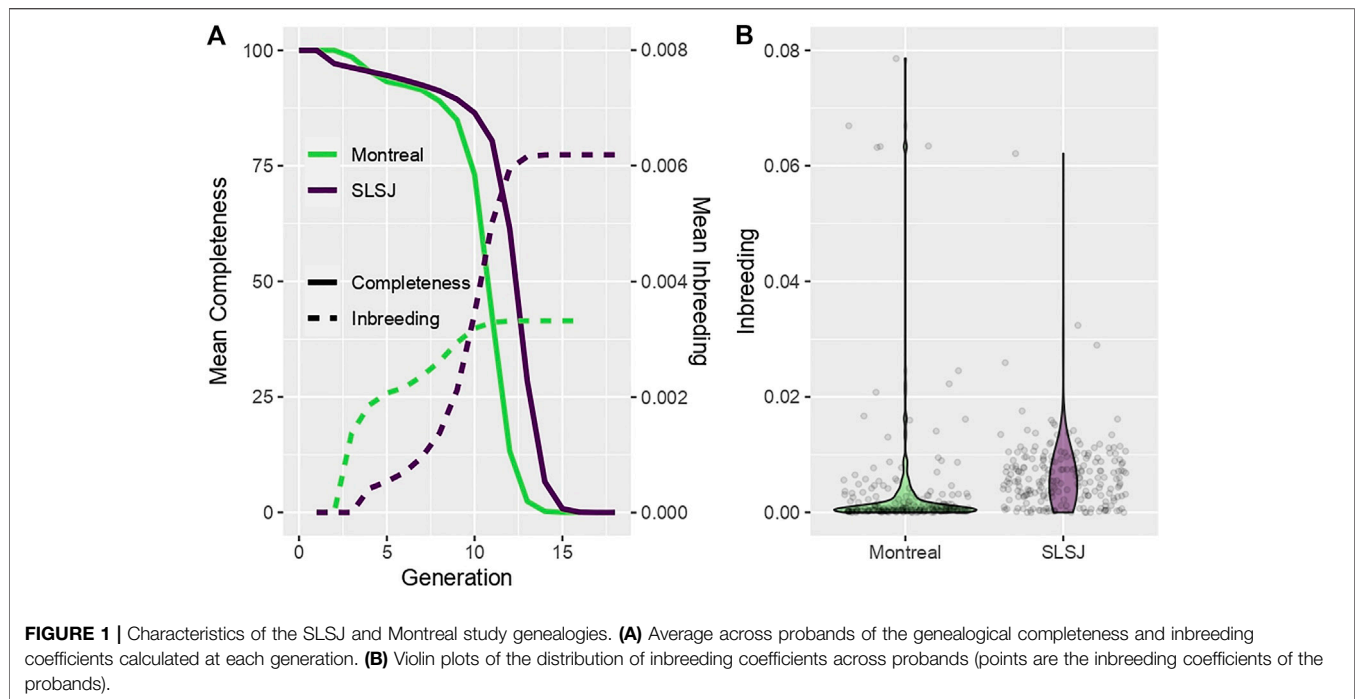 A
100
75
50
25
0
Mean Completeness
Montreal
SLSJ
Completeness
Inbreeding
0.008
0.006
0.004
0.002
0.000
Mean Inbreeding
0 5 10 15
Generation
B
0.08
0.06
0.04
0.02
0.00
Inbreeding
Montreal SLSJ
FIGURE 1 | Characteristics of the SLSJ and Montreal study genealogies. (A) Average across probands of the genealogical completeness and inbreeding
coefficients calculated at each generation. (B) Violin plots of the distribution of inbreeding coefficients across probands (points are the inbreeding coefficients of the
probands).